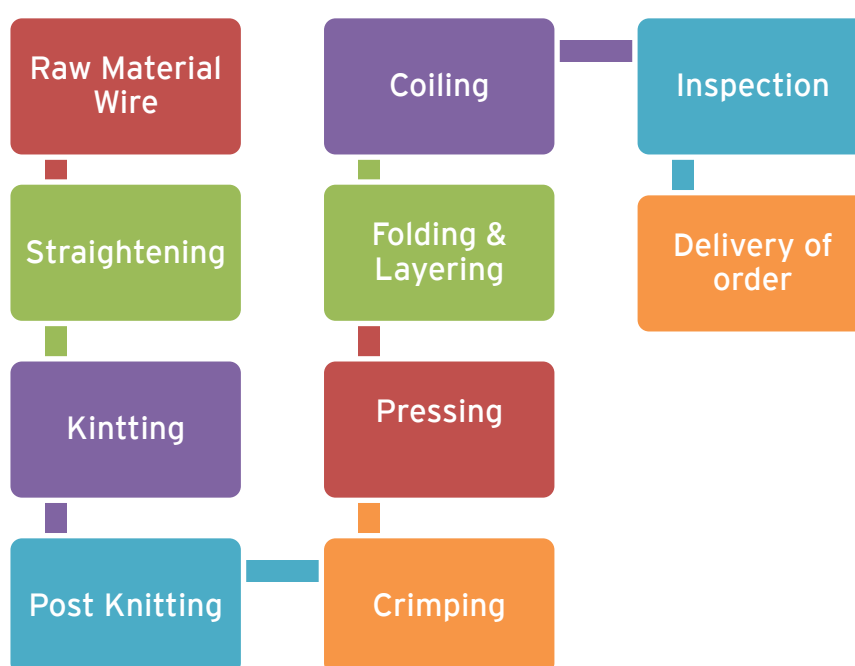 Raw Material
Wire
Straightening
Kintting
Post Knitting
Crimping
Pressing
Folding &
Layering
Coiling
Inspection
Delivery of
order